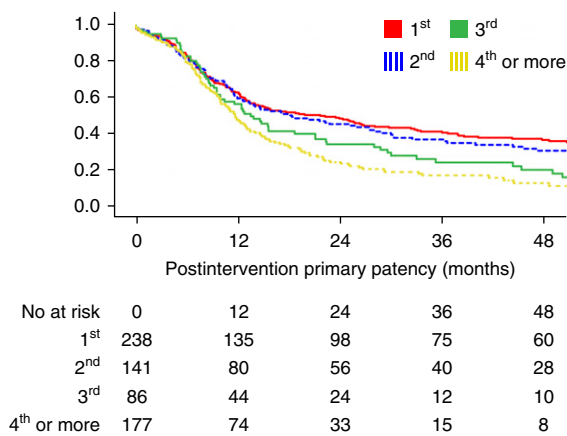 1.0
0.8
0.6
0.4
0.2
0.0
1st 3rd
2nd 4th or more
0 12 24 36 48
Postintervention primary patency (months)
No at risk 0 12 24 36 48
1st 238 135 98 75 60
2nd 141 80 56 40 28
3rd 86 44 24 12 10
4th or more 177 74 33 15 8